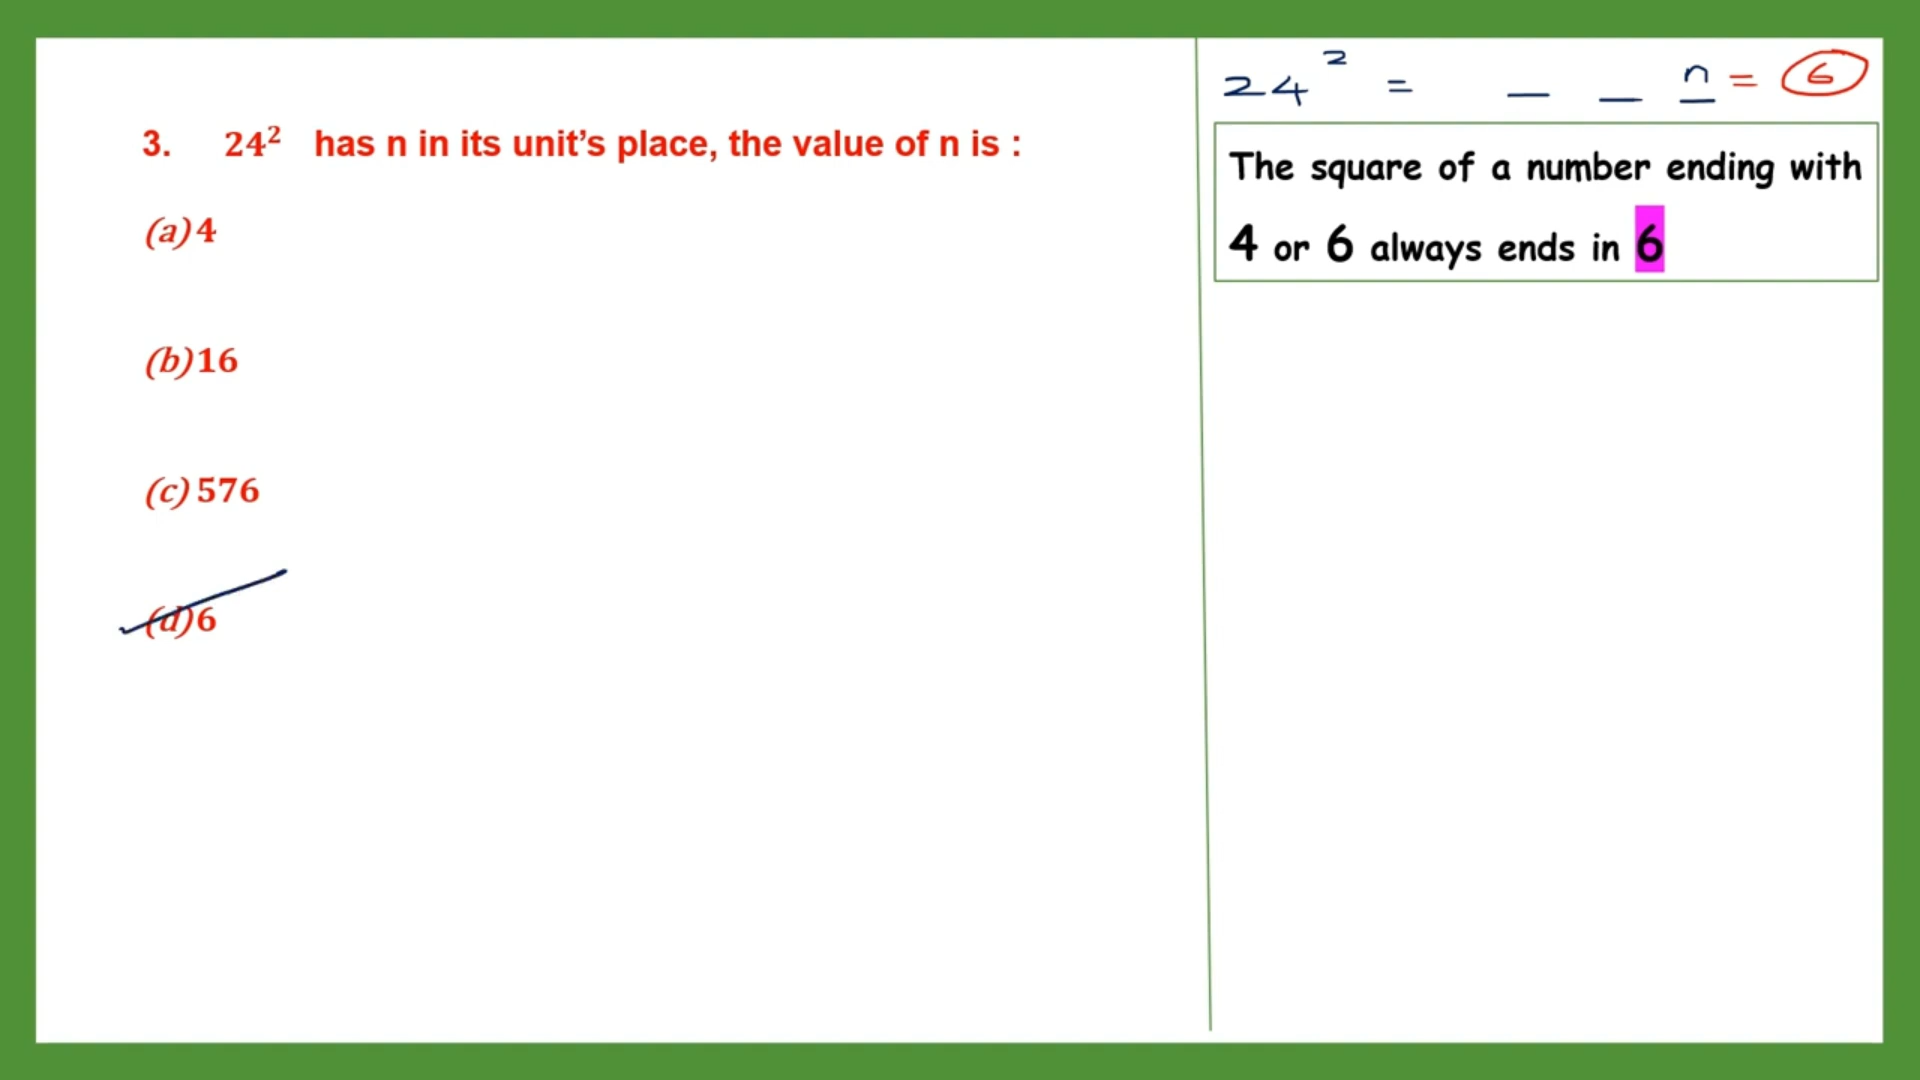 3. 24² has n in its unit's place, the value of n is :
(a) 4
(b) 16
(c) 576
(d) 6
24² = _ _ n = 6
The square of a number ending with
4 or 6 always ends in 6